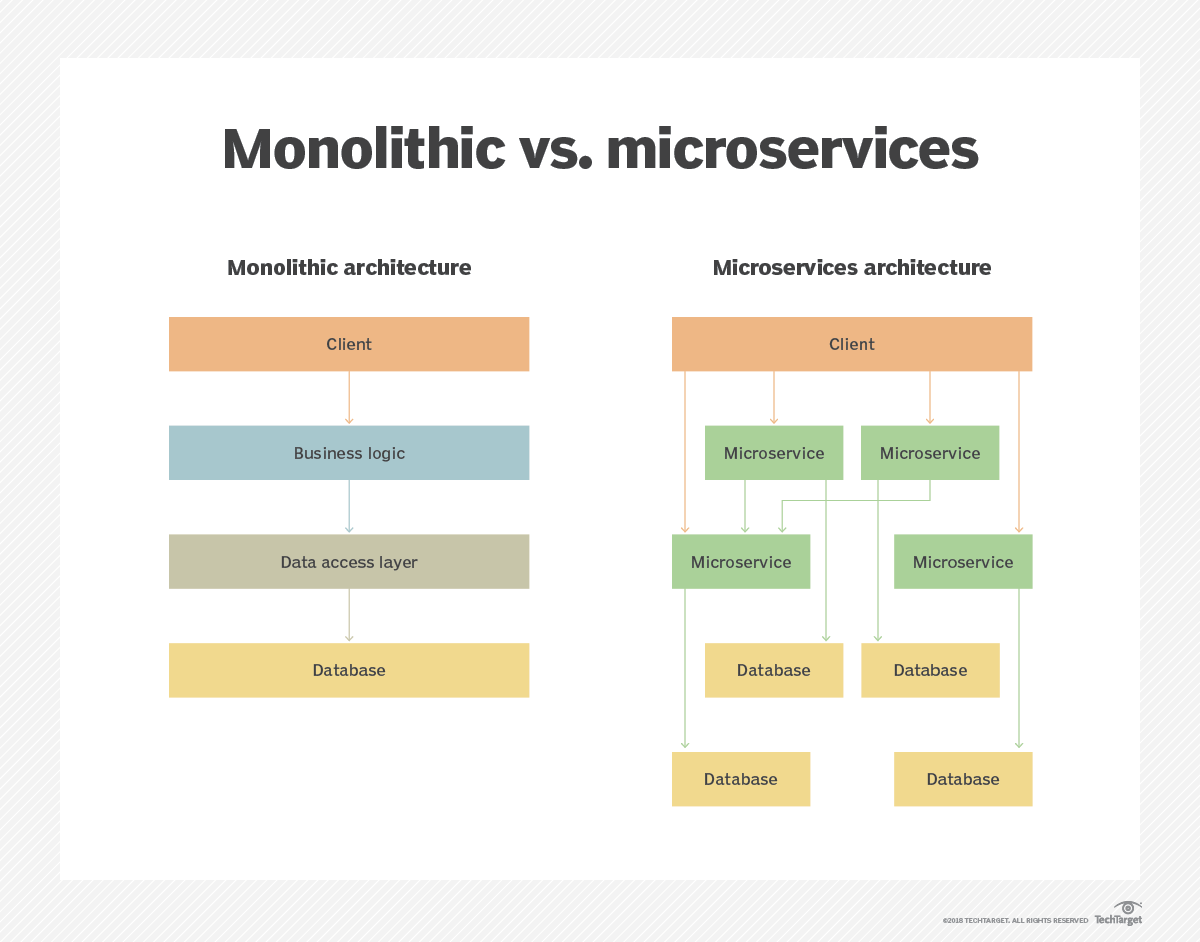 Monolithic vs. microservices
Monolithic architecture
Client
Business logic
Data access layer
Database
Microservices architecture
Client
Microservice
Microservice
Microservice
Microservice
Database
Database
Database
Database
©2018 TECHTARGET. ALL RIGHTS RESERVED
TechTarget